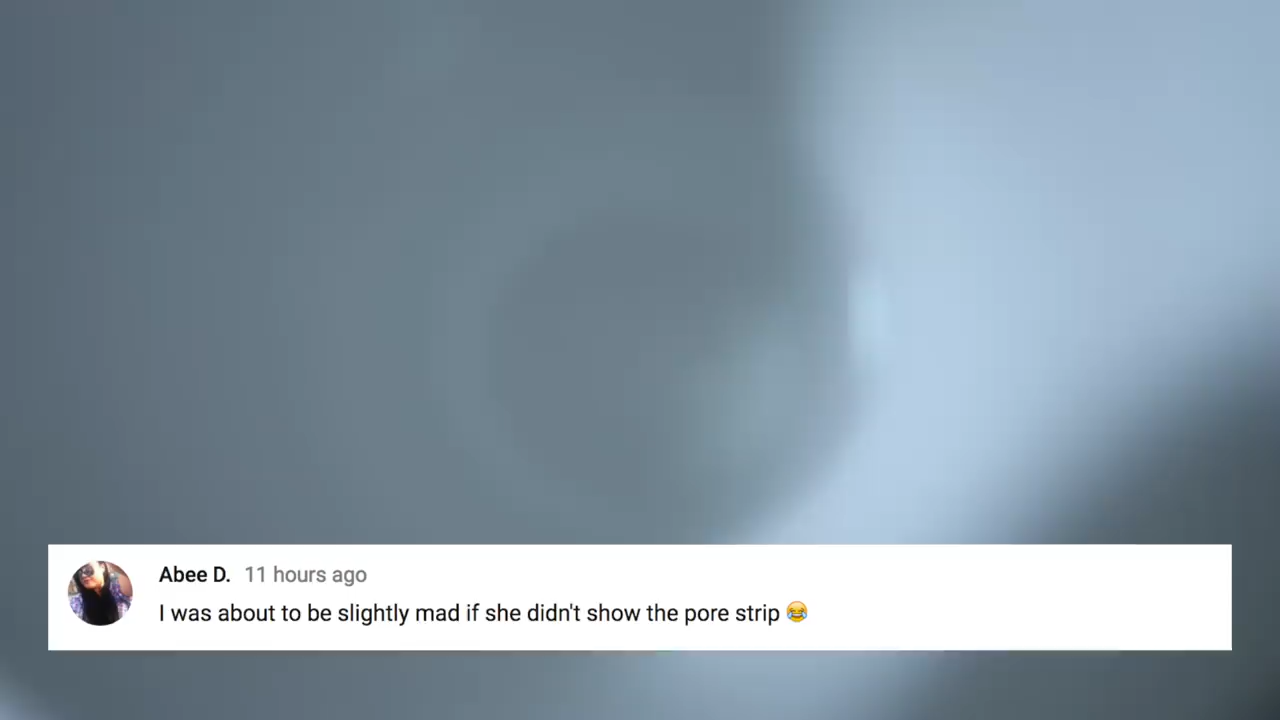 Abee D. 11 hours ago
I was about to be slightly mad if she didn't show the pore strip 😂